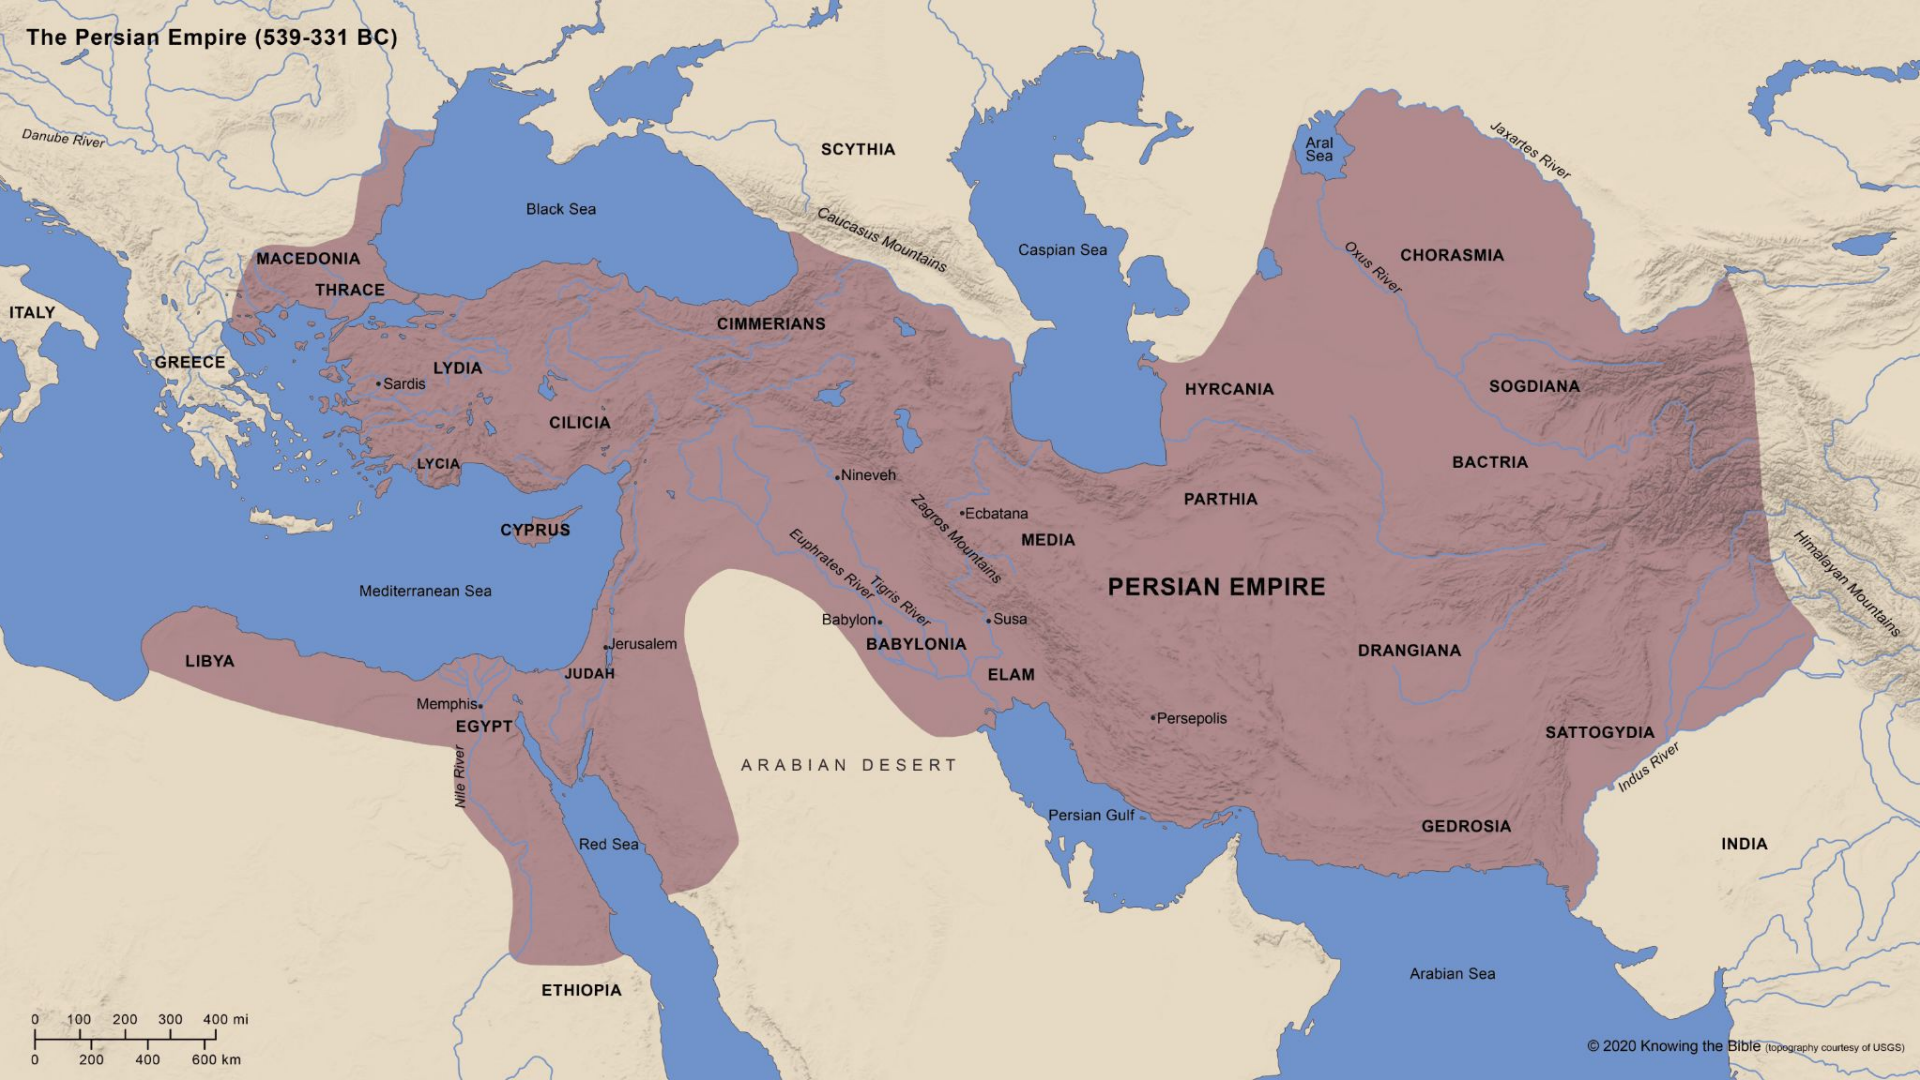 The Persian Empire (539-331 BC)
Danube River
SCYTHIA
Aral
Sea
Jaxartes River
Black Sea
Caucasus Mountains
Caspian Sea
Oxus River
CHORASMIA
MACEDONIA
THRACE
ITALY
CIMMERIANS
GREECE
LYDIA
Sardis
HYRCANIA
SOGDIANA
CILICIA
LYCIA
BACTRIA
Nineveh
PARTHIA
Zagros Mountains
Ecbatana
CYPRUS
MEDIA
Himalayan Mountains
Euphrates River
Tigris River
PERSIAN EMPIRE
Mediterranean Sea
Babylon
Susa
BABYLONIA
Jerusalem
DRANGIANA
LIBYA
JUDAH
ELAM
Memphis
EGYPT
Persepolis
SATTOGYDIA
Nile River
ARABIAN DESERT
Indus River
Persian Gulf
GEDROSIA
Red Sea
INDIA
Arabian Sea
ETHIOPIA
0 100 200 300 400 mi
0 200 400 600 km
© 2020 Knowing the Bible (topography courtesy of USGS)